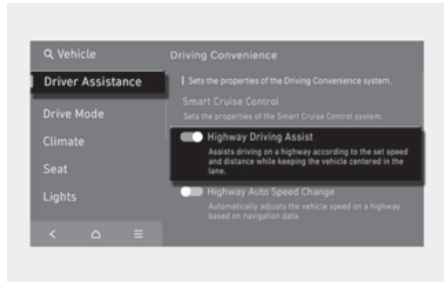 Vehicle
Driving Convenience
Driver Assistance
Sets the properties of the Driving Convenience system.
Smart Cruise Control
Sets the properties of the Smart Cruise Control system.
Drive Mode
Highway Driving Assist
Assists driving on a highway according to the set speed
and distance while keeping the vehicle centered in the
lane.
Climate
Seat
Lights
Highway Auto Speed Change
Automatically adjusts the vehicle speed on a highway
based on navigation data.